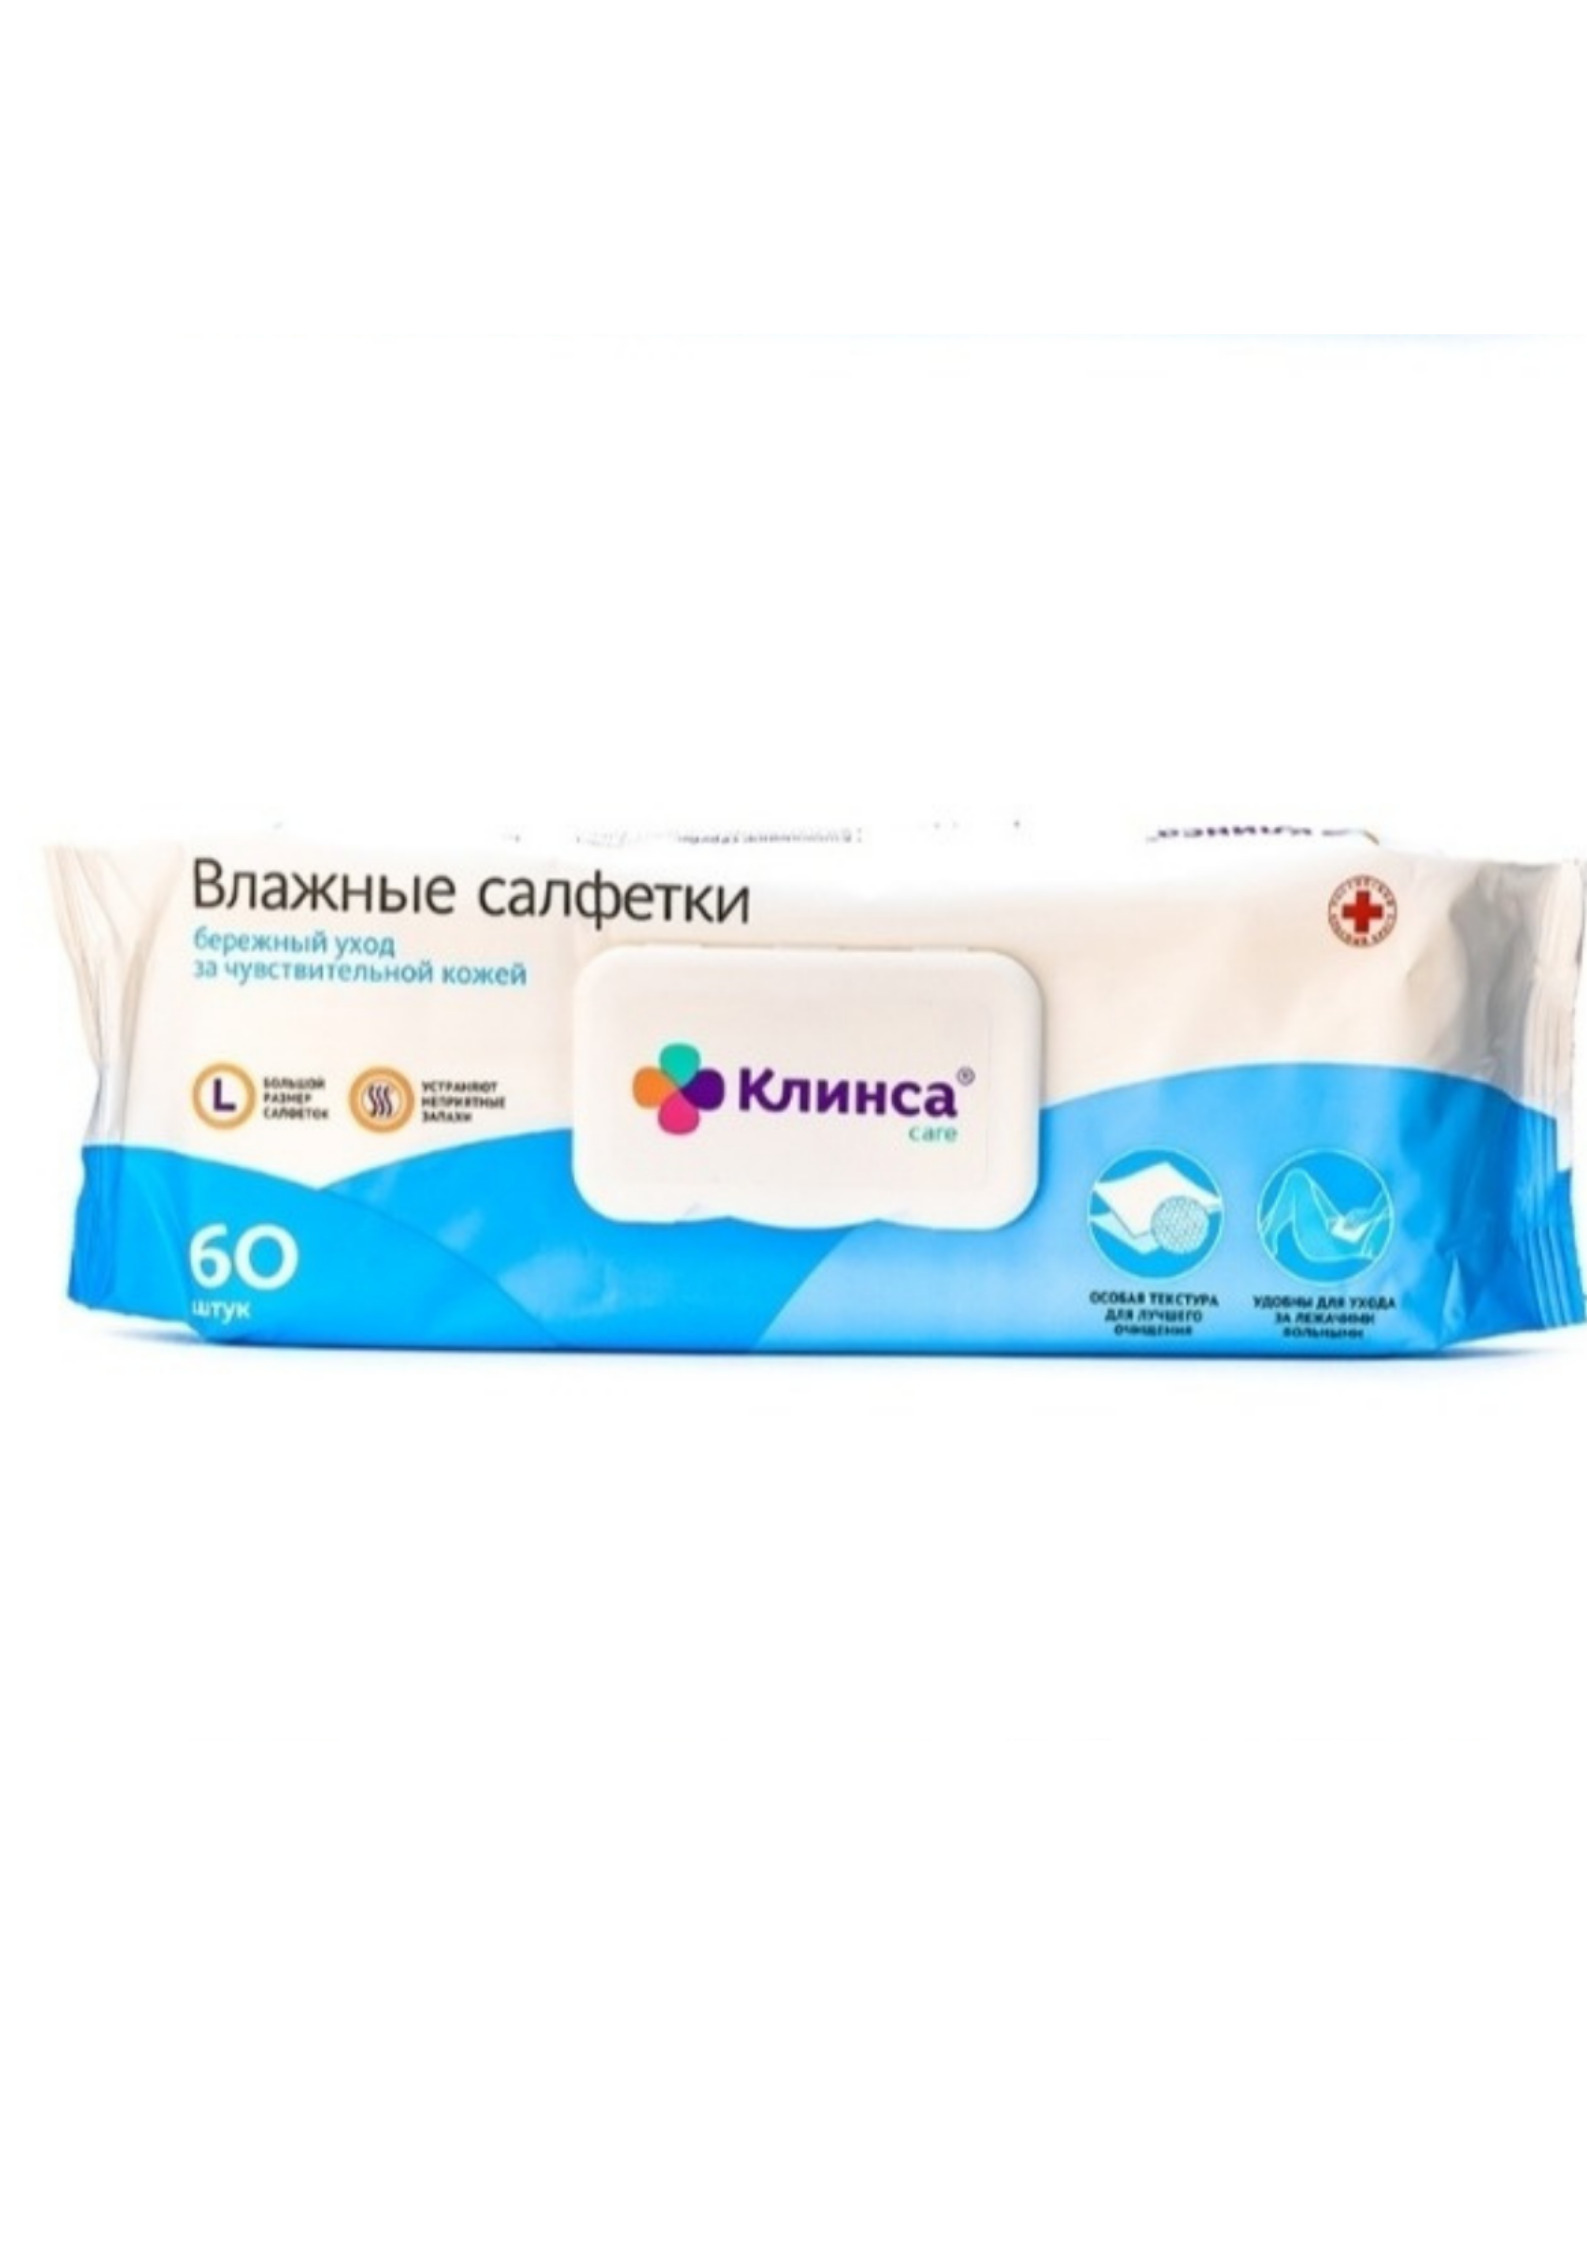 Влажные салфетки
бережный уход
за чувствительной кожей
L
БОЛЬШОЙ
РАЗМЕР
САЛФЕТОК
УСТРАНЯЮТ
НЕПРИЯТНЫЕ
ЗАПАХИ
Клинса®
care
60
штук
ОСОБАЯ ТЕКСТУРА
ДЛЯ ЛУЧШЕГО
ОЧИЩЕНИЯ
УДОБНЫ ДЛЯ УХОДА
ЗА ЛЕЖАЧИМИ
БОЛЬНЫМИ